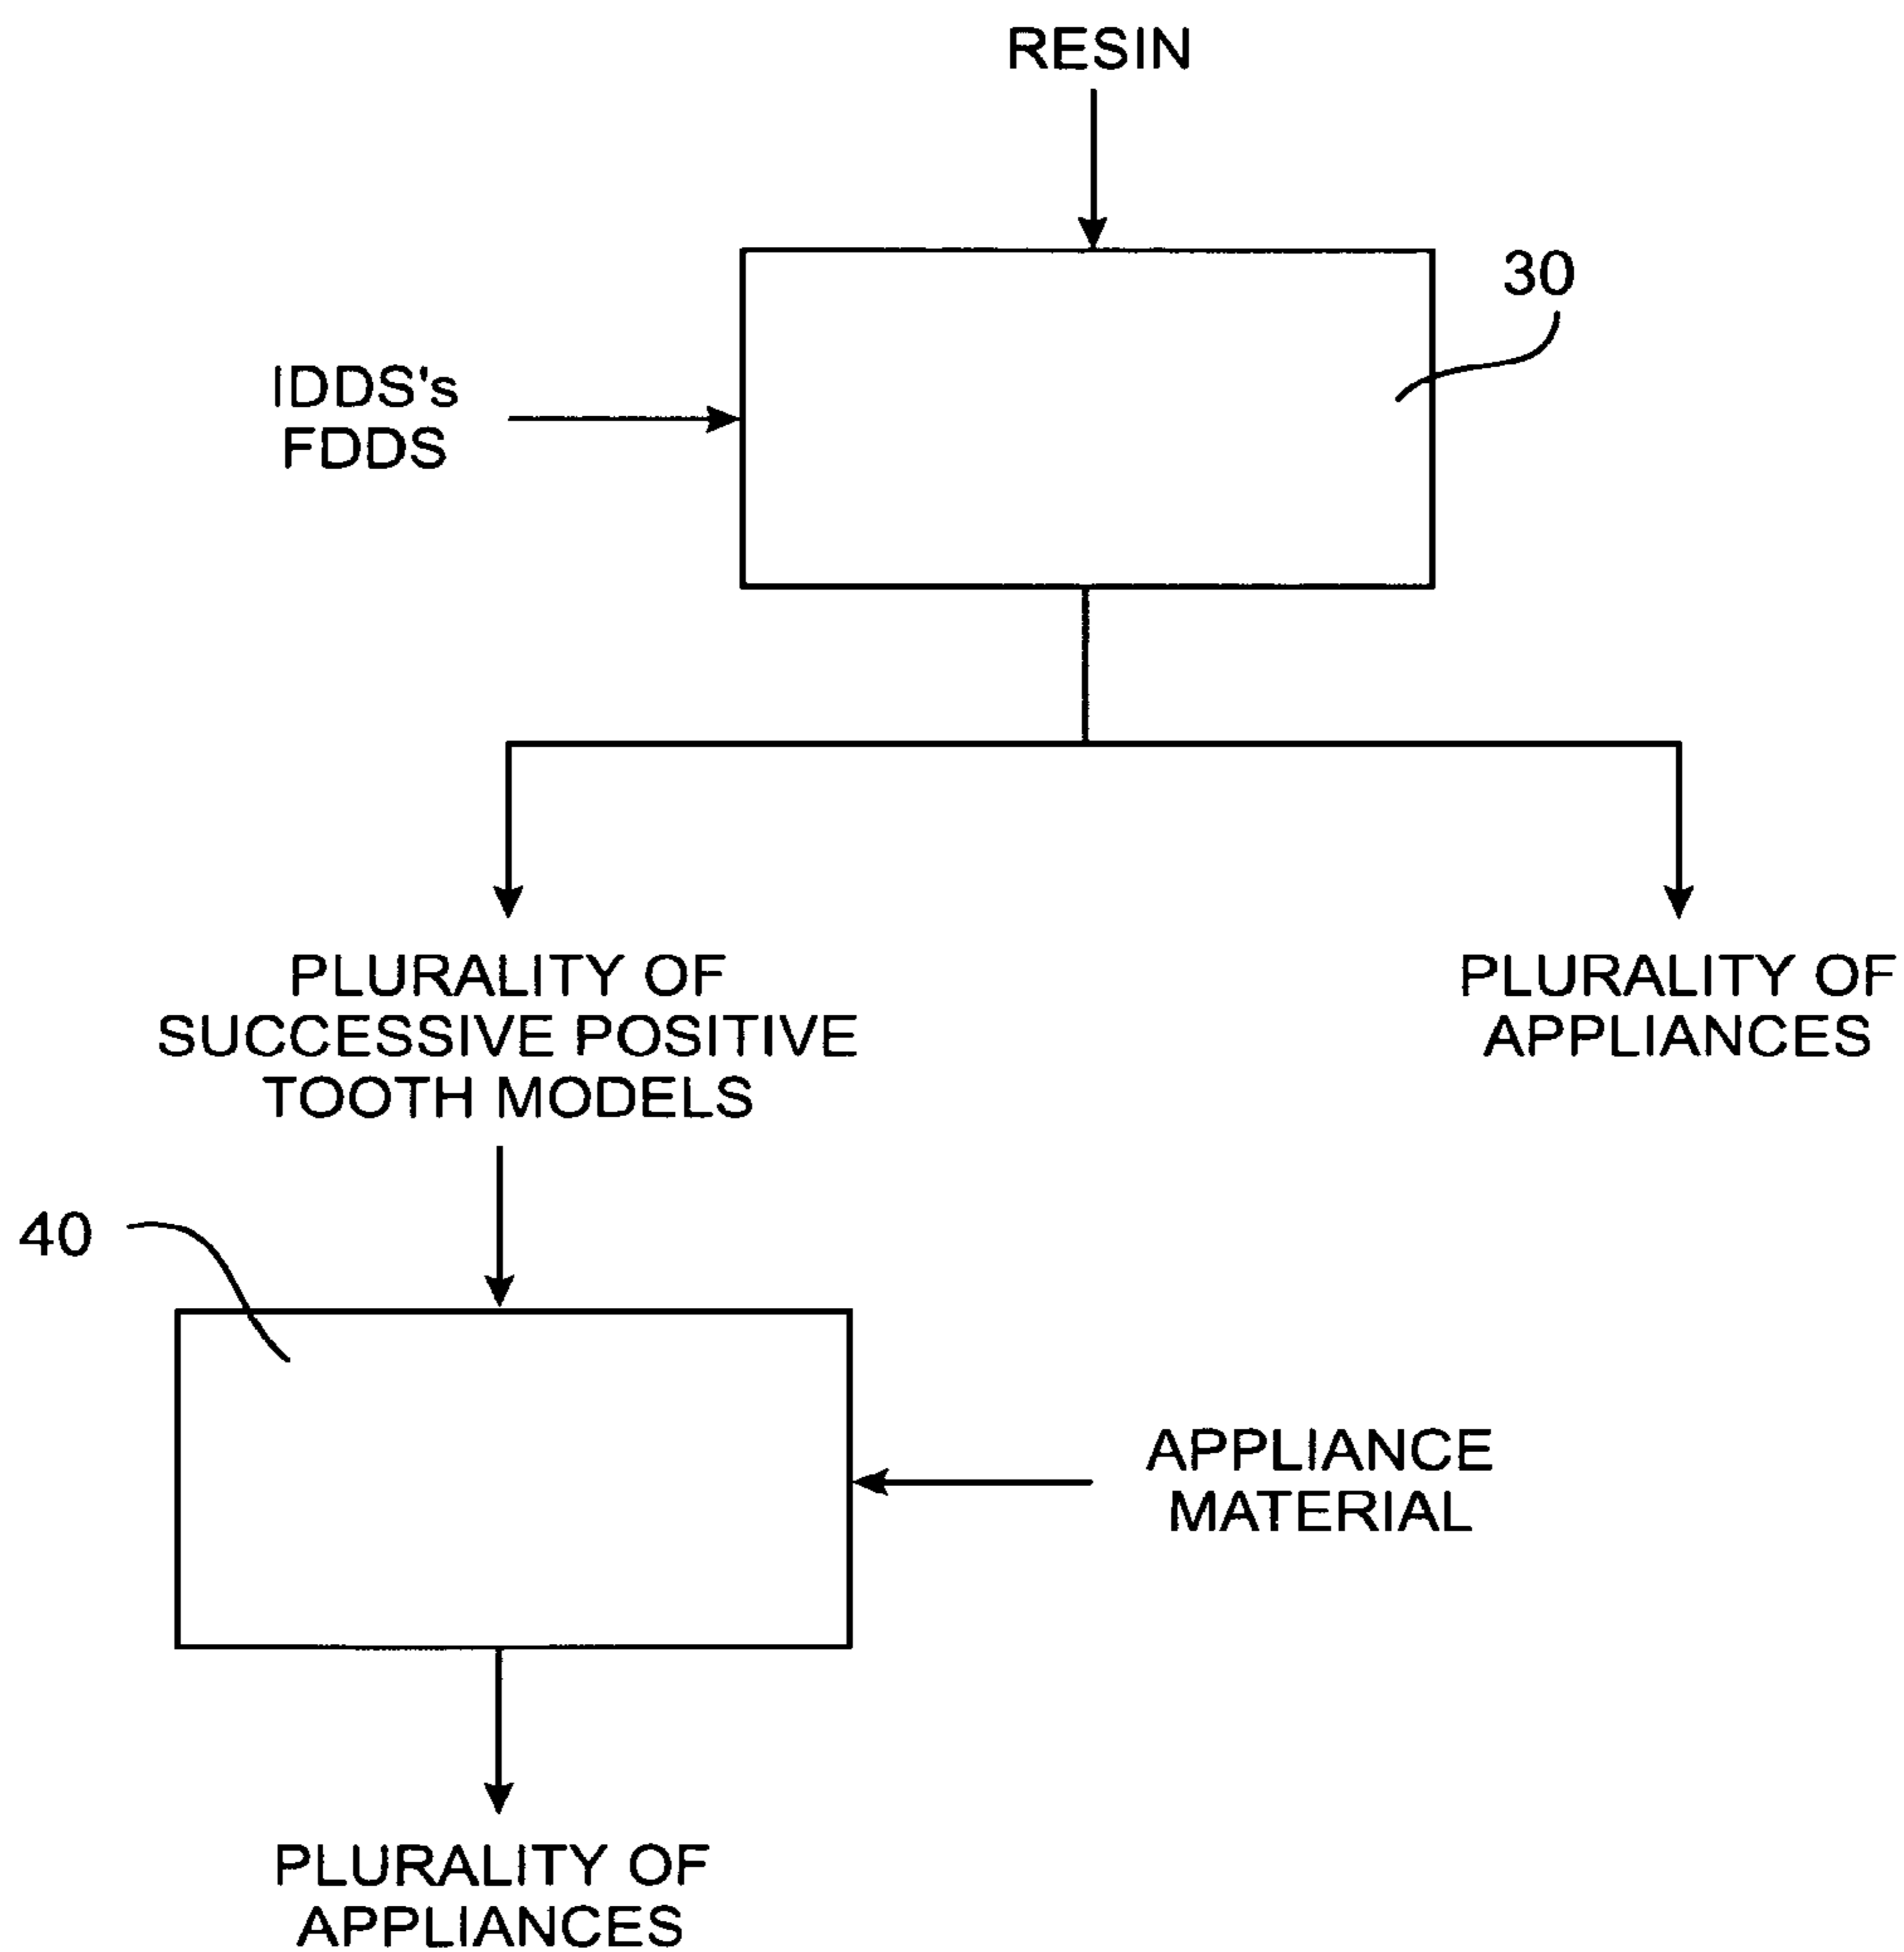 RESIN
30
IDDS's
FDDS
PLURALITY OF
SUCCESSIVE POSITIVE
TOOTH MODELS
PLURALITY OF
APPLIANCES
40
APPLIANCE
MATERIAL
PLURALITY OF
APPLIANCES